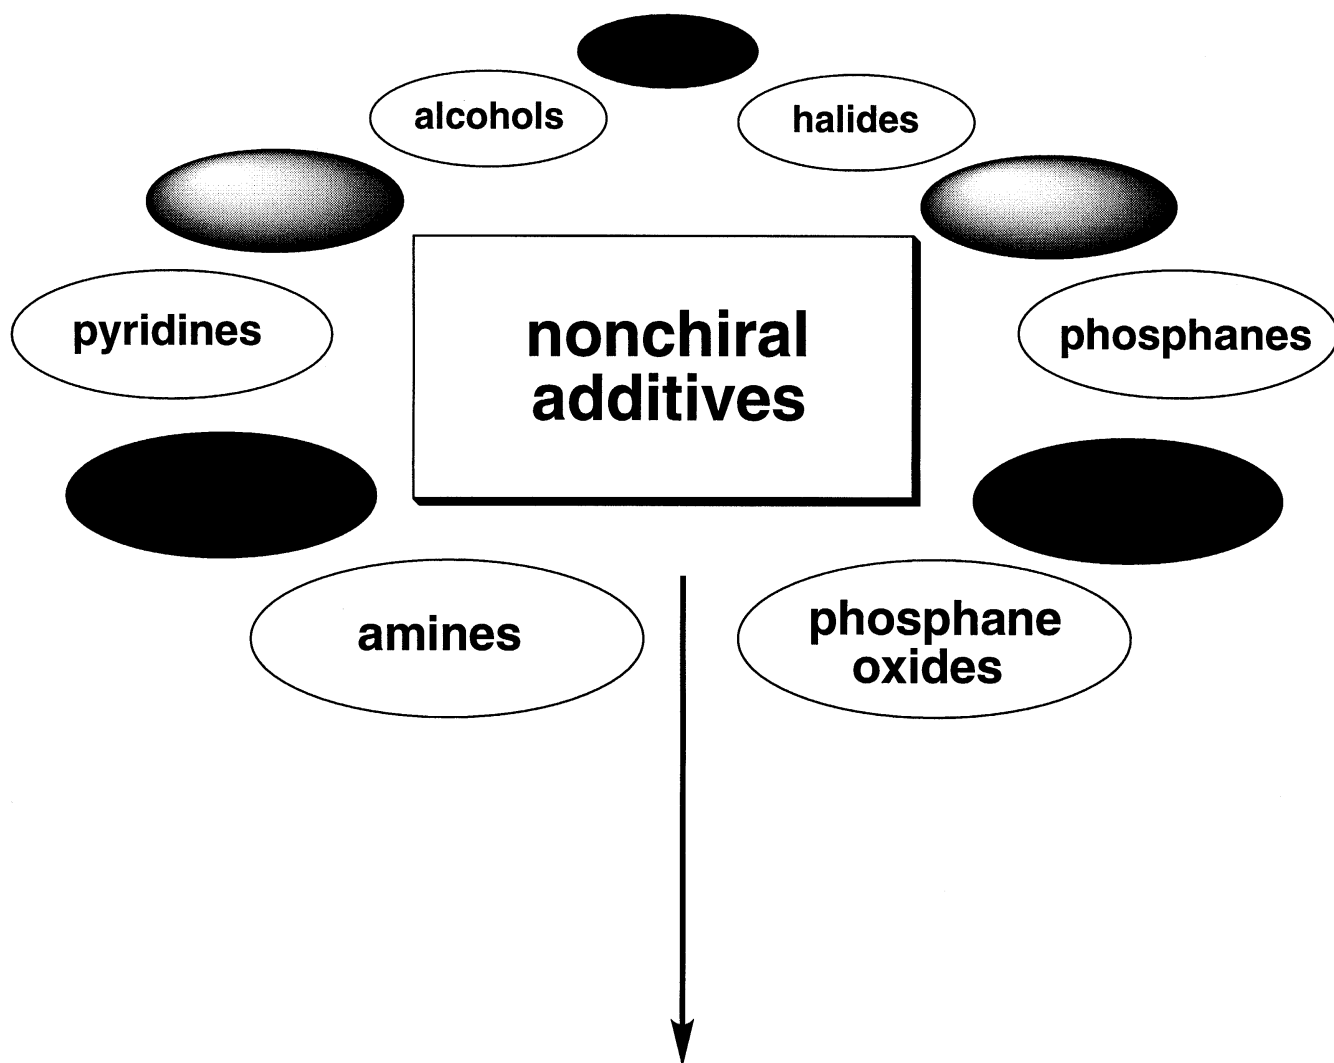 alcohols
halides
pyridines
nonchiral
additives
phosphanes
amines
phosphane
oxides